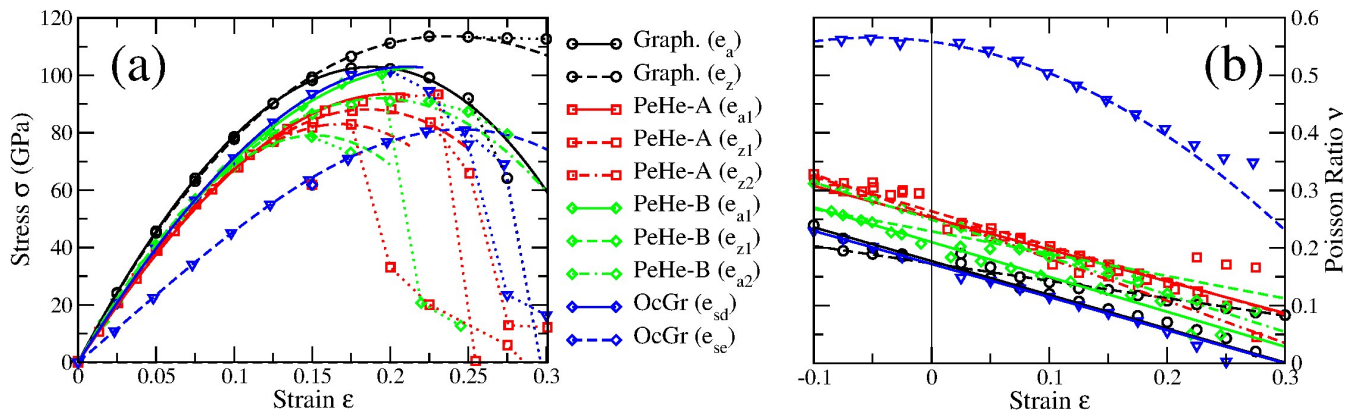 120
100
80
60
40
20
0
Stress σ (GPa)
(a)
0
0.05
0.1
0.15
0.2
0.25
0.3
Strain ε
Graph. (e_a)
Graph. (e_z)
PeHe-A (e_a1)
PeHe-A (e_z1)
PeHe-A (e_z2)
PeHe-B (e_a1)
PeHe-B (e_z1)
PeHe-B (e_a2)
OcGr (e_sd)
OcGr (e_se)
(b)
0.6
0.5
0.4
0.3
0.2
0.1
0
Poisson Ratio ν
-0.1
0
0.1
0.2
0.3
Strain ε